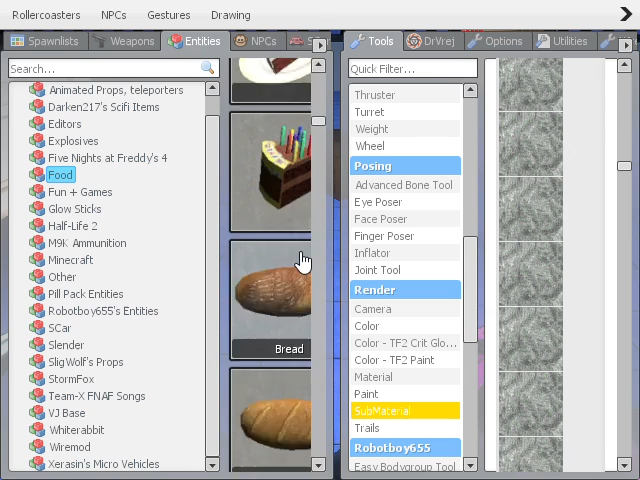 Rollercoasters NPCs Gestures Drawing
Spawnlists Weapons Entities NPCs
Tools DrVrej Options Utilities
Search...
Quick Filter...
Animated Props, teleporters
Darken217's Scifi Items
Editors
Explosives
Five Nights at Freddy's 4
Food
Fun + Games
Glow Sticks
Half-Life 2
M9K Ammunition
Minecraft
Other
Pill Pack Entities
Robotboy655's Entities
SCar
Slender
SligWolf's Props
StormFox
Team-X FNAF Songs
VJ Base
Whiterabbit
Wiremod
Xerasin's Micro Vehicles
Bread
Thruster
Turret
Weight
Wheel
Posing
Advanced Bone Tool
Eye Poser
Face Poser
Finger Poser
Inflator
Joint Tool
Render
Camera
Color
Color - TF2 Crit Glo...
Color - TF2 Paint
Material
Paint
SubMaterial
Trails
Robotboy655
Easy Bodygroup Tool